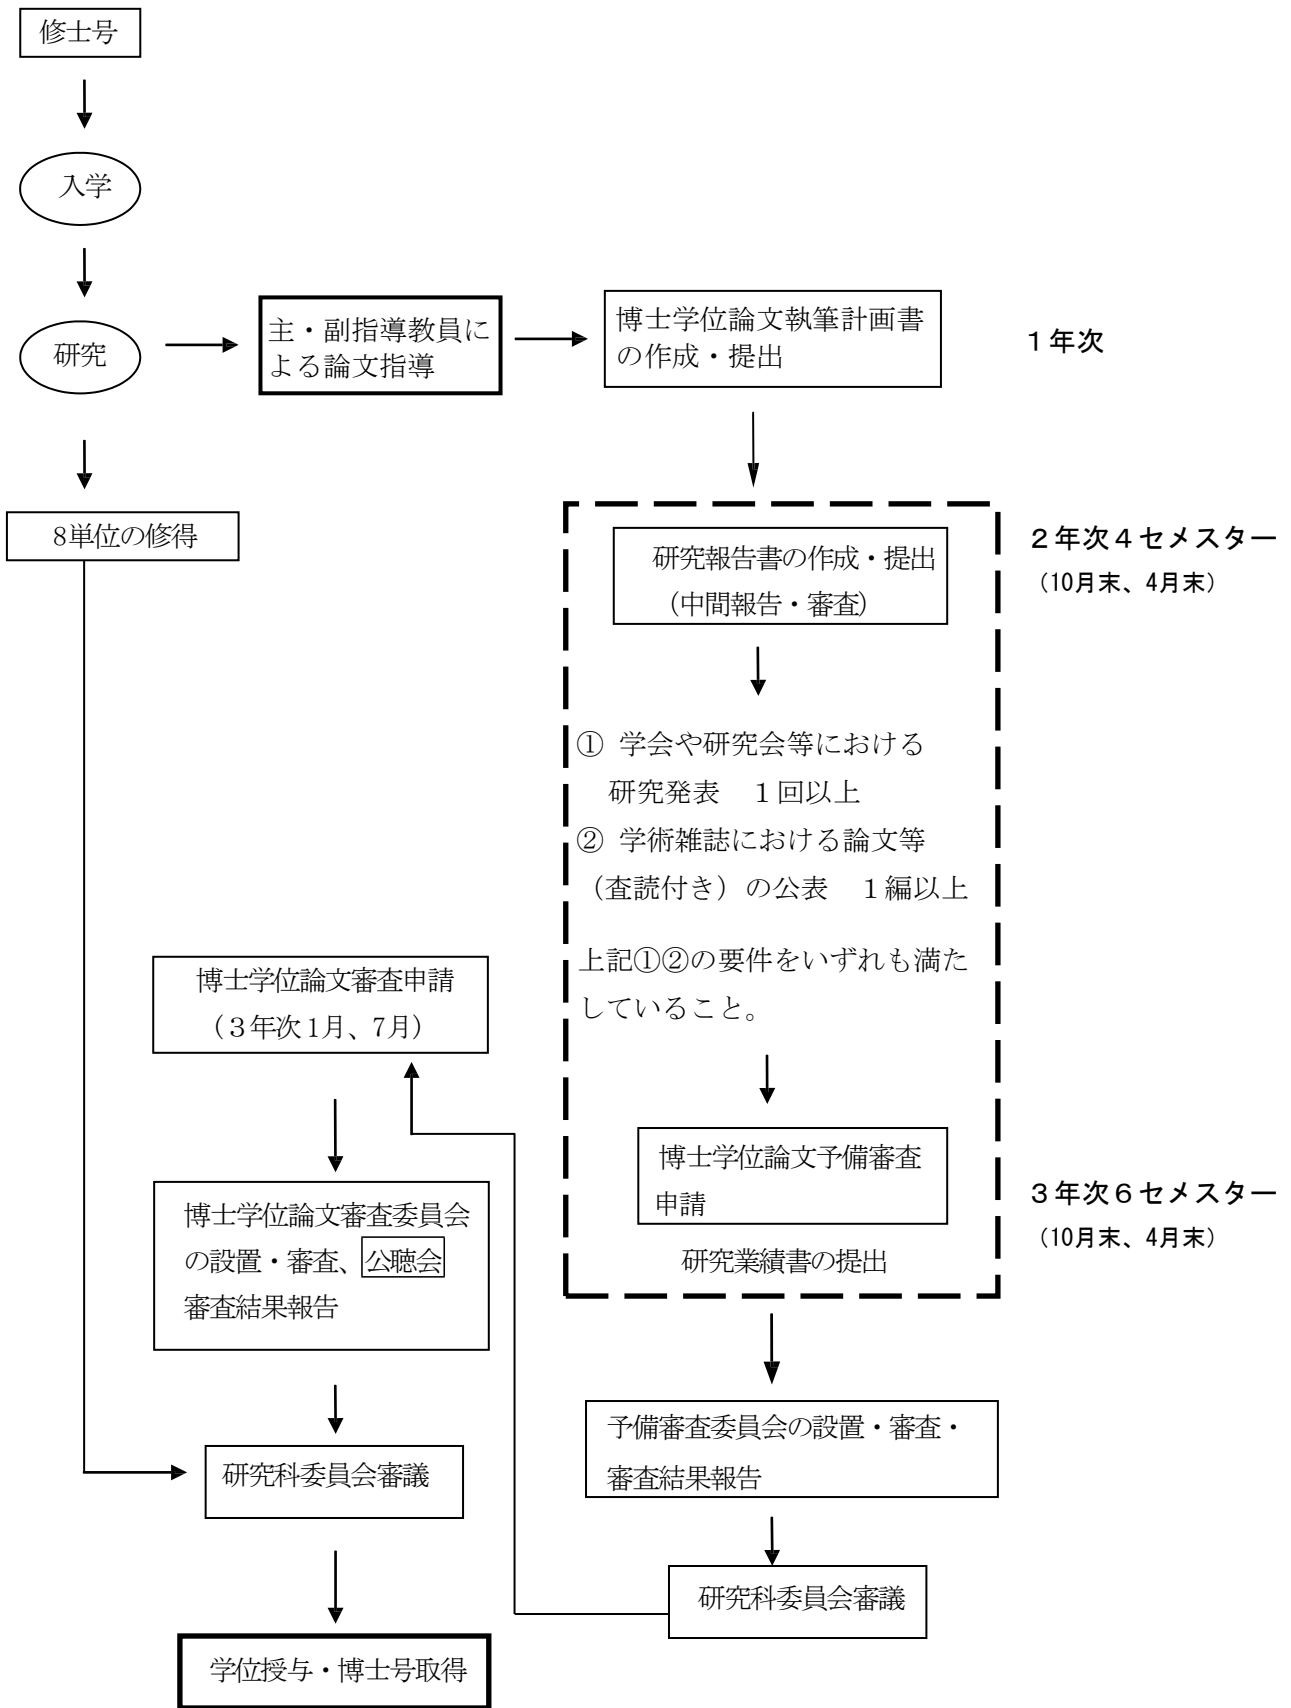 修士号
入学
研究
主・副指導教員に
よる論文指導
博士学位論文執筆計画書
の作成・提出
１年次
8単位の修得
研究報告書の作成・提出
（中間報告・審査）
２年次４セメスター
（10月末、4月末）
① 学会や研究会等における
研究発表　１回以上
② 学術雑誌における論文等
（査読付き）の公表　１編以上
上記①②の要件をいずれも満た
していること。
博士学位論文予備審査
申請
研究業績書の提出
３年次６セメスター
（10月末、4月末）
予備審査委員会の設置・審査・
審査結果報告
研究科委員会審議
博士学位論文審査申請
（３年次1月、7月）
博士学位論文審査委員会
の設置・審査、公聴会
審査結果報告
研究科委員会審議
学位授与・博士号取得